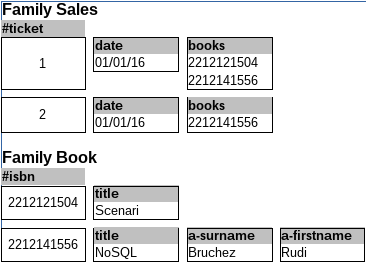 Family Sales
#ticket
1 date books
01/01/16 2212121504
2212141556
2 date books
01/01/16 2212141556
Family Book
#isbn
2212121504 title
Scenari
2212141556 title a-surname a-firstname
NoSQL Bruchez Rudi